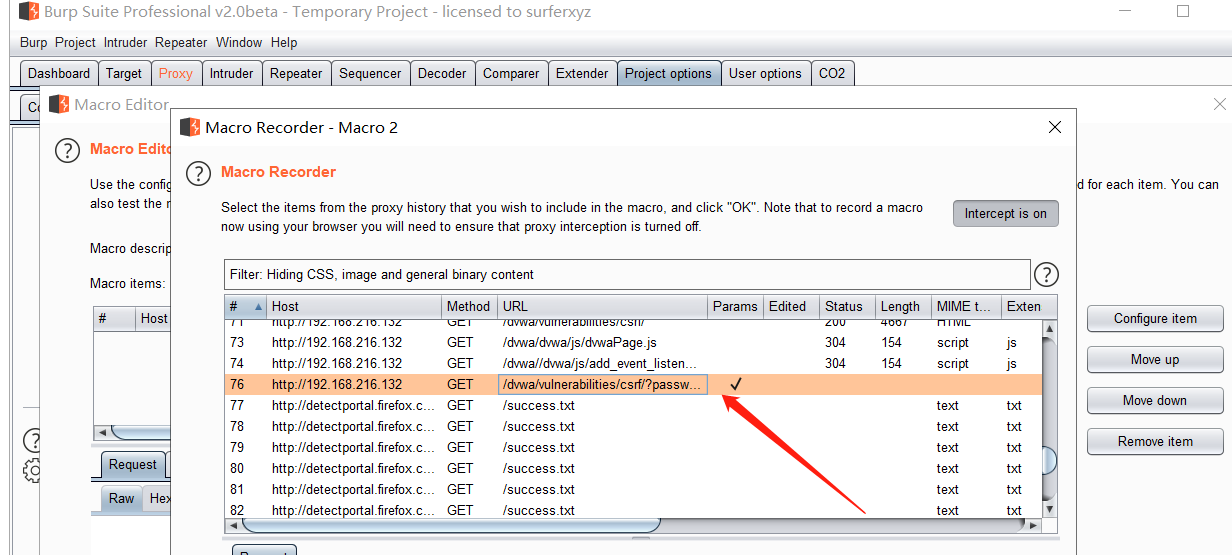 Burp Suite Professional v2.0beta - Temporary Project - licensed to surferxyz
Burp Project Intruder Repeater Window Help
Dashboard Target Proxy Intruder Repeater Sequencer Decoder Comparer Extender Project options User options CO2
Co
Macro Editor
Macro Recorder - Macro 2
Macro Edito
Macro Recorder
Use the config
d for each item. You can
also test the m
Select the items from the proxy history that you wish to include in the macro, and click "OK". Note that to record a macro
now using your browser you will need to ensure that proxy interception is turned off.
Intercept is on
Macro descrip
Filter: Hiding CSS, image and general binary content
Macro items:
# Host
# Host Method URL Params Edited Status Length MIME t... Exten
71 http://192.168.216.132 GET /dvwa/vulnerabilities/csrf/ 200 4667 HTML
73 http://192.168.216.132 GET /dvwa/dvwa/js/dvwaPage.js 304 154 script js
74 http://192.168.216.132 GET /dvwa//dvwa/js/add_event_listen... 304 154 script js
76 http://192.168.216.132 GET /dvwa/vulnerabilities/csrf/?passw... ✓
77 http://detectportal.firefox.c... GET /success.txt text txt
78 http://detectportal.firefox.c... GET /success.txt text txt
79 http://detectportal.firefox.c... GET /success.txt text txt
80 http://detectportal.firefox.c... GET /success.txt text txt
81 http://detectportal.firefox.c... GET /success.txt text txt
82 http://detectportal.firefox.c... GET /success.txt text txt
Configure item
Move up
Move down
Remove item
Request
Raw Hex